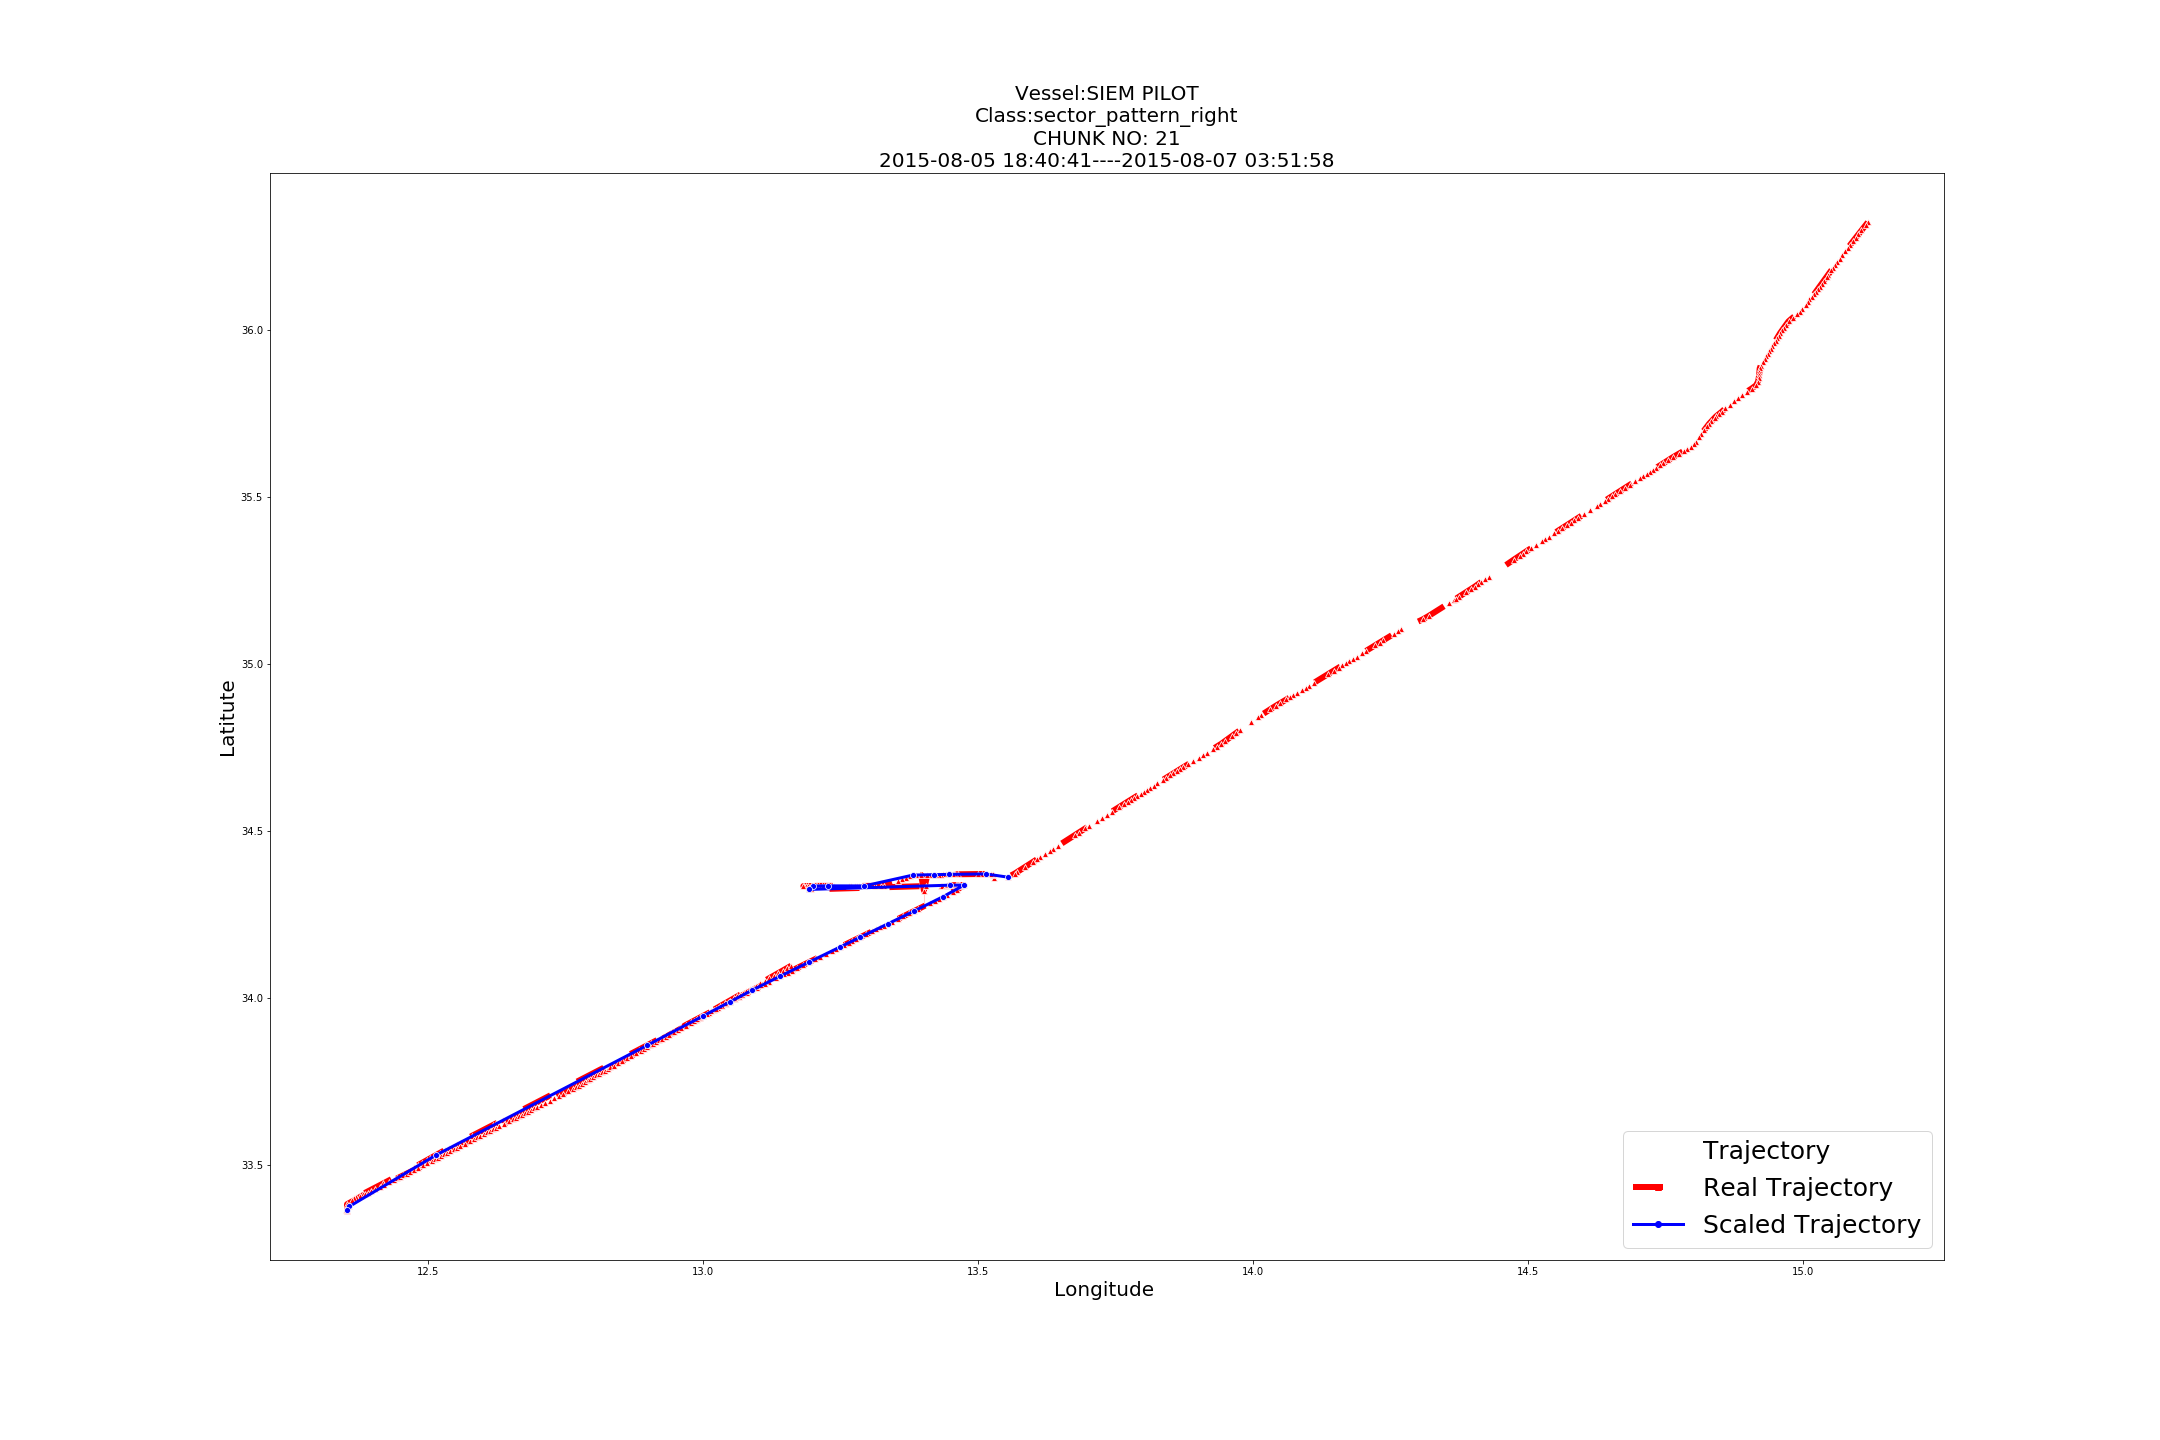 Vessel:SIEM PILOT
Class:sector_pattern_right
CHUNK NO: 21
2015-08-05 18:40:41----2015-08-07 03:51:58
Latitute
36.0
35.5
35.0
34.5
34.0
33.5
12.5 13.0 13.5 14.0 14.5 15.0
Longitude
Trajectory
Real Trajectory
Scaled Trajectory